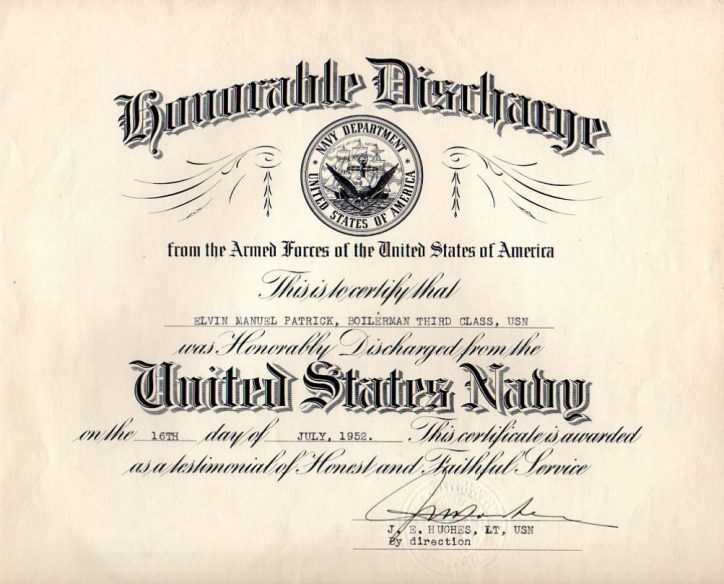 Honorable Discharge
NAVY DEPARTMENT
UNITED STATES OF AMERICA
from the Armed Forces of the United States of America
This is to certify that
ELVIN MANUEL PATRICK, BOILERMAN THIRD CLASS, USN
was Honorably Discharged from the
United States Navy
on the 16TH day of JULY, 1952. This certificate is awarded
as a testimonial of Honest and Faithful Service
J. E. HUGHES, LT, USN
By direction